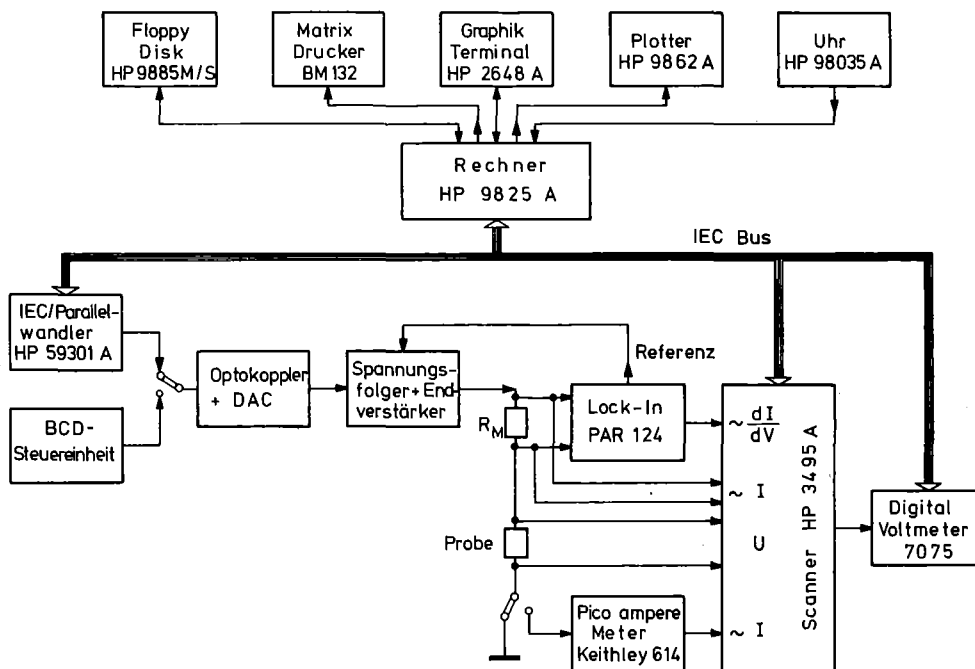 Floppy
Disk
HP 9885M/S
Matrix
Drucker
BM 132
Graphik
Terminal
HP 2648 A
Plotter
HP 9862 A
Uhr
HP 98035 A
Rechner
HP 9825 A
IEC Bus
IEC/Parallel-
wandler
HP 59301 A
BCD-
Steuereinheit
Optokoppler
+ DAC
Spannungs-
folger+End
verstärker
Referenz
R_M
Lock-In
PAR 124
~ dI/dV
~ I
U
~ I
Scanner HP 3495 A
Probe
Pico ampere
Meter
Keithley 614
Digital
Voltmeter
7075